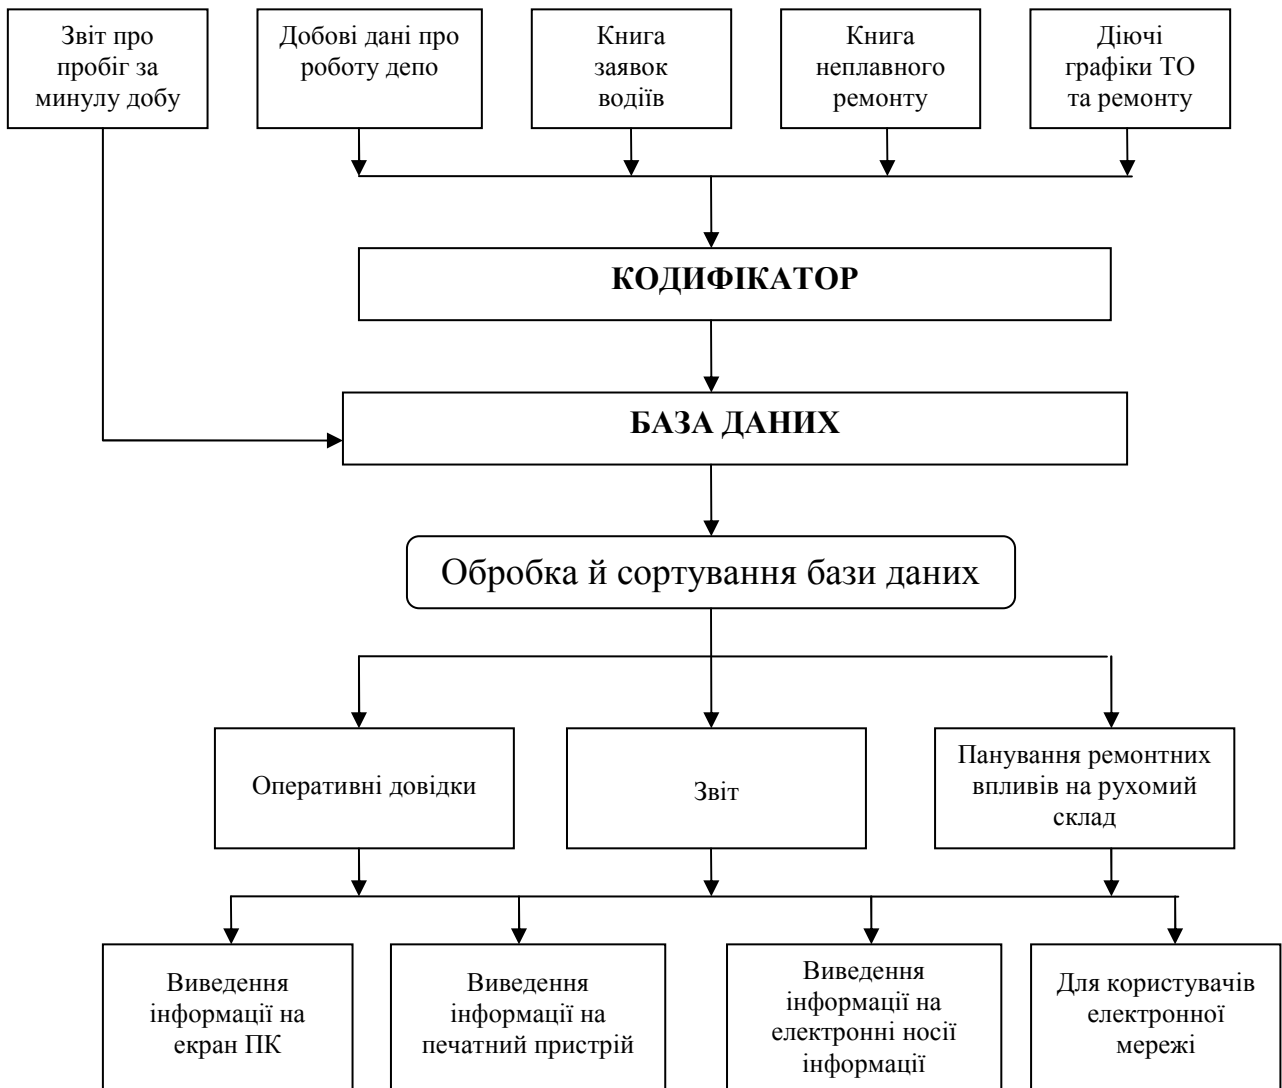 Звіт про
пробіг за
минулу добу
Добові дані про
роботу депо
Книга
заявок
водіїв
Книга
неплавного
ремонту
Діючі
графіки ТО
та ремонту
КОДИФІКАТОР
БАЗА ДАНИХ
Обробка й сортування бази даних
Оперативні довідки
Звіт
Панування ремонтних
впливів на рухомий
склад
Виведення
інформації на
екран ПК
Виведення
інформації на
печатний пристрій
Виведення
інформації на
електронні носії
інформації
Для користувачів
електронної
мережі